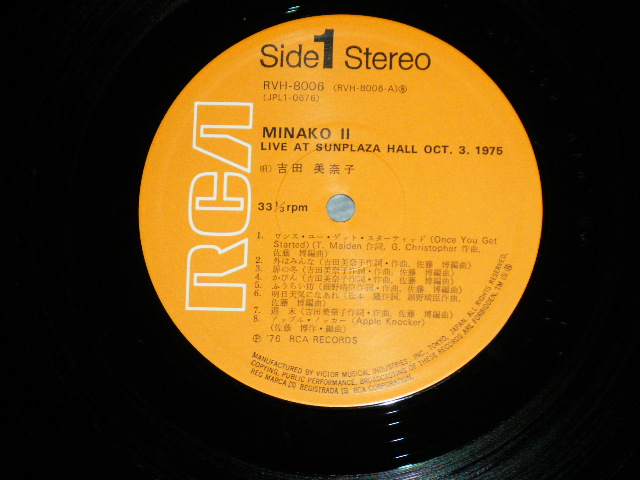 Side 1 Stereo
RVH-8006 (RVH-8006-A)Ⓑ
(JPL1-0676)
RCA
MINAKO II
LIVE AT SUNPLAZA HALL OCT. 3. 1975
唄) 吉田 美奈子
33⅓rpm
1. ワンス・ユー・ゲット・スターティッド (Once You Get
Started) (T. Maiden 作詞, G. Christopher 作曲,
佐藤 博編曲)
2. 外はみんな (吉田美奈子作詞・作曲, 佐藤 博編曲)
3. 扉の冬 (吉田美奈子作詞・作曲, 佐藤 博編曲)
4. かびん (吉田美奈子作詞・作曲, 佐藤 博編曲)
5. ふうらい坊 (細野晴臣作詞・作曲, 佐藤 博編曲)
6. 明日天気になあれ (松本 隆作詞, 細野晴臣作曲,
佐藤 博編曲)
7. 週末 (吉田美奈子作詞・作曲, 佐藤 博編曲)
8. アップル・ノッカー (Apple Knocker)
(佐藤 博作・編曲)
Ⓟ '76 RCA RECORDS
MANUFACTURED BY VICTOR MUSICAL INDUSTRIES, INC. TOKYO, JAPAN. ALL RIGHTS RESERVED.
COPYING, PUBLIC PERFORMANCE, BROADCASTING OF THESE RECORDS ARE FORBIDDEN. TM (S) ®
REG MARCA (S) REGISTRADA (S) RCA CORPORATION.